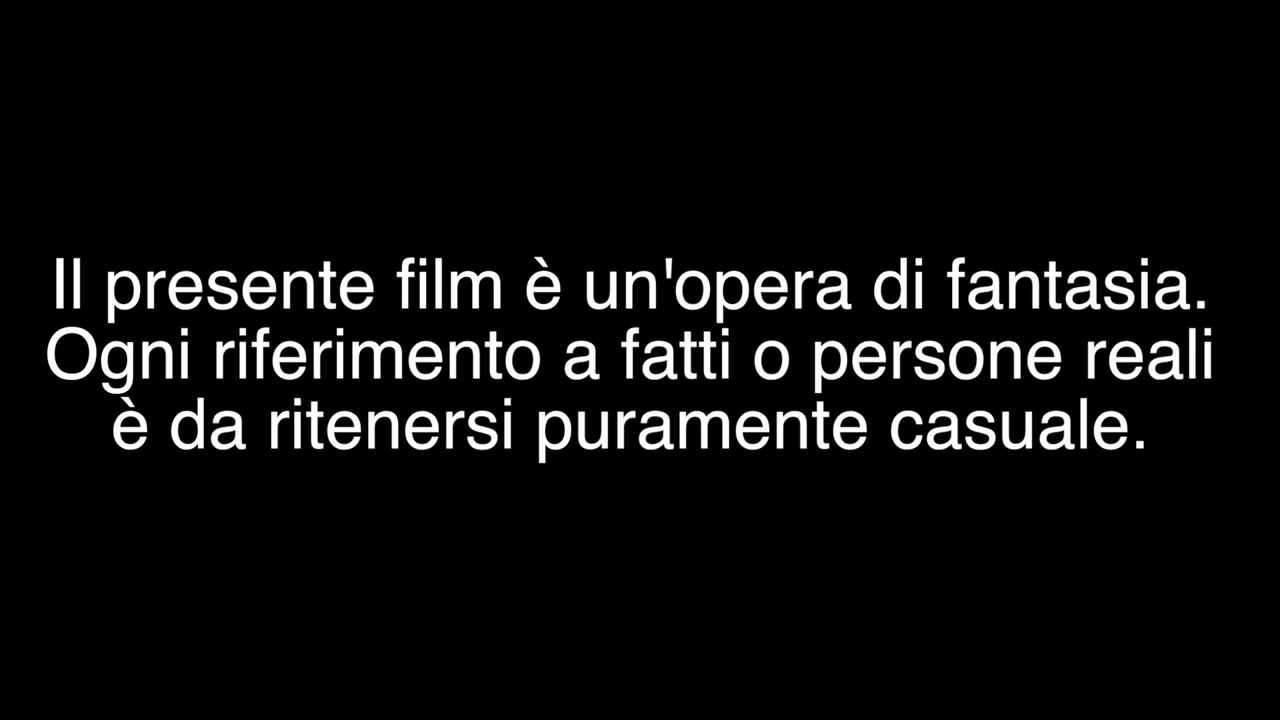 Il presente film è un'opera di fantasia.
Ogni riferimento a fatti o persone reali
è da ritenersi puramente casuale.